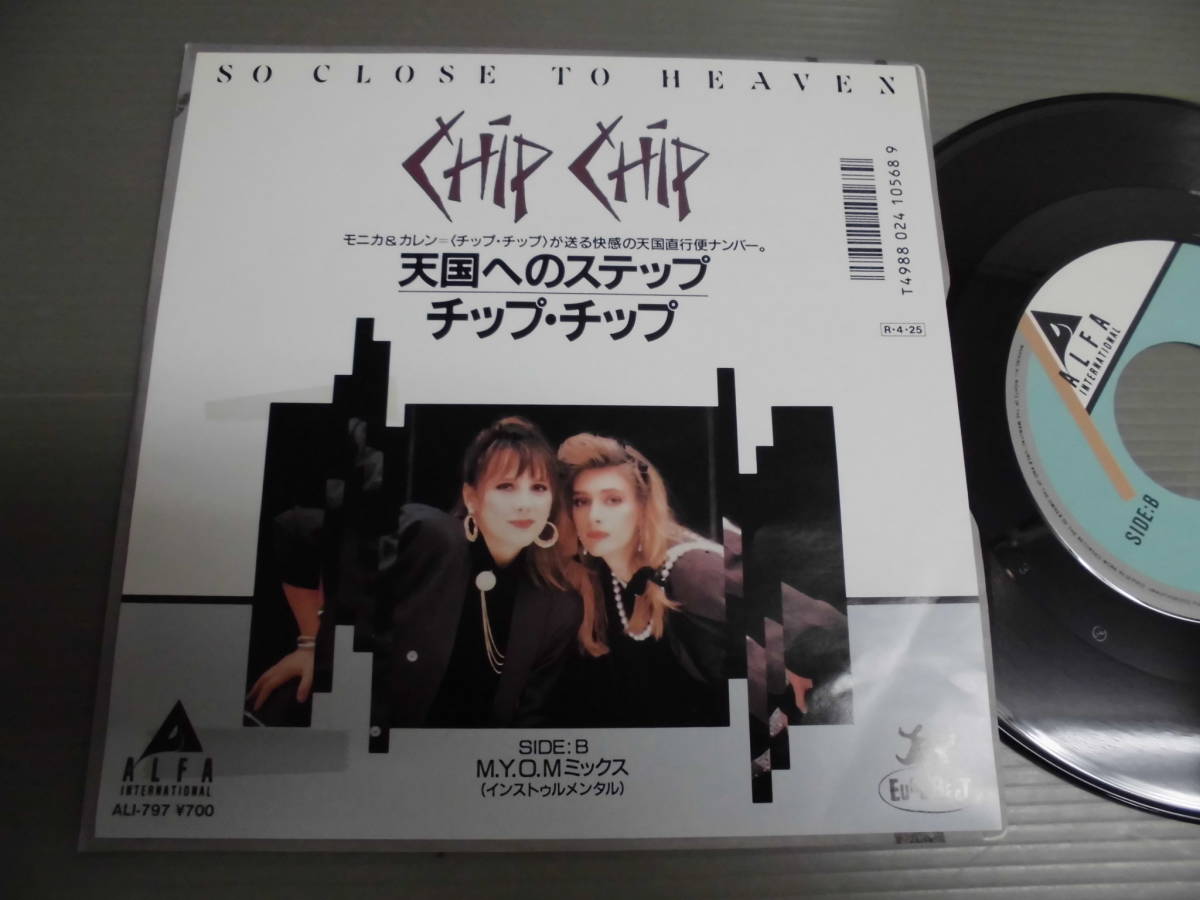 SO CLOSE TO HEAVEN
CHIP CHIP
モニカ&カレン=〈チップ・チップ〉が送る快感の天国直行便ナンバー。
天国へのステップ
チップ・チップ
T4988 024 10568 9
R・4・25
SIDE: B
M.Y.O.Mミックス
(インストゥルメンタル)
ALFA
INTERNATIONAL
ALI-797 ¥700
ALFA
INTERNATIONAL
SIDE:B